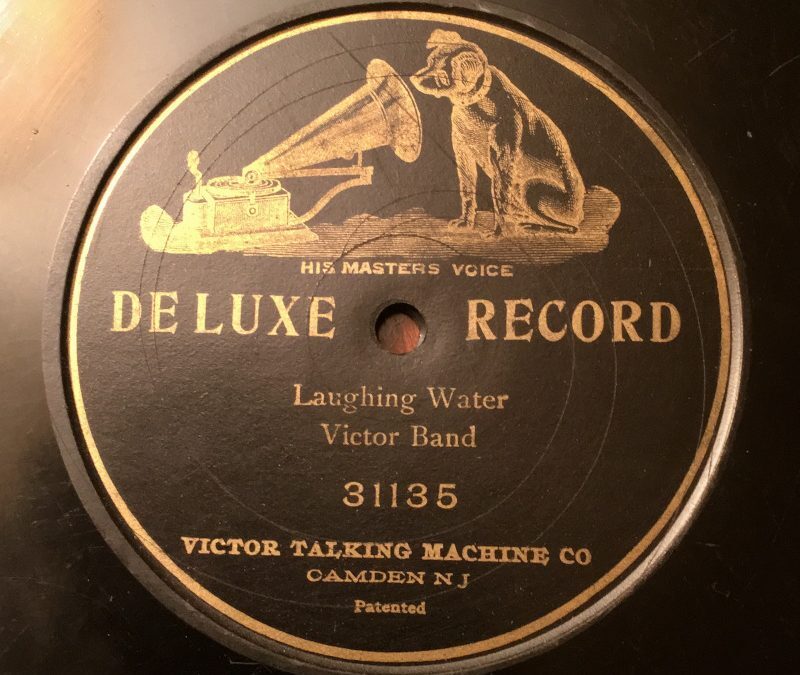 HIS MASTERS VOICE
DE LUXE RECORD
Laughing Water
Victor Band
31135
VICTOR TALKING MACHINE CO
CAMDEN N J
Patented